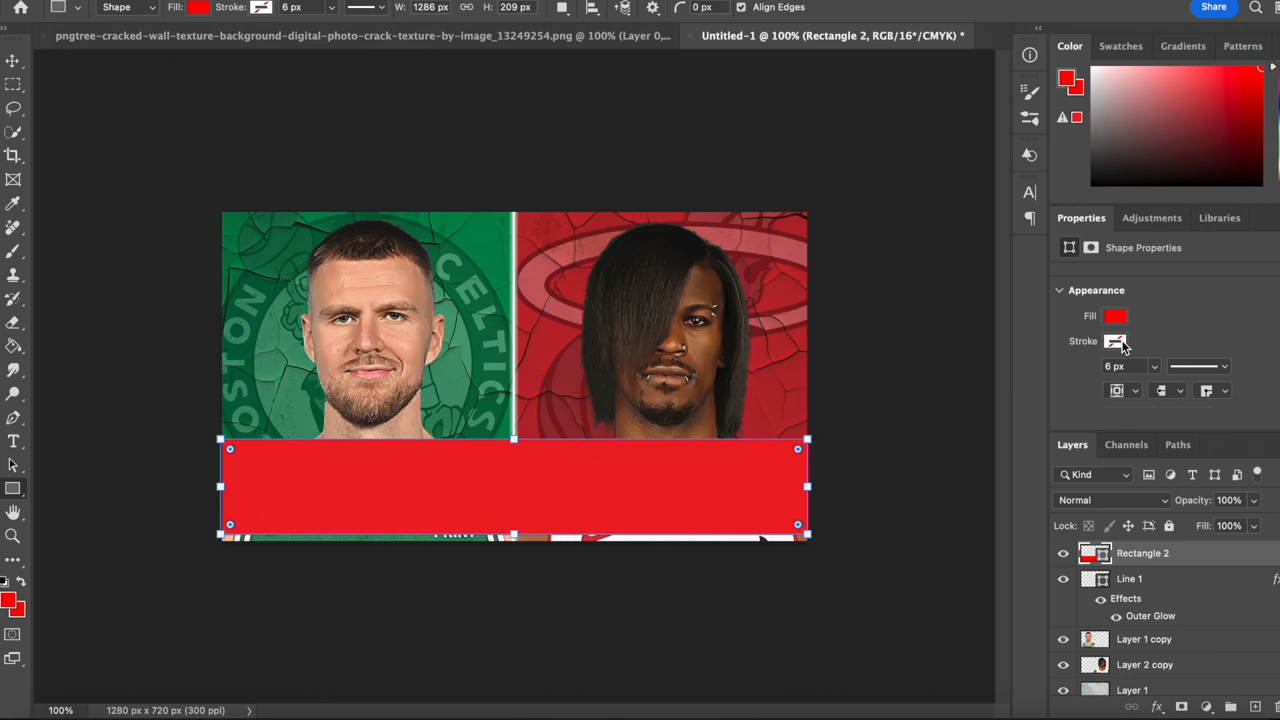 Shape Fill: Stroke: 6 px W: 1286 px H: 209 px 0 px Align Edges Share
pngtree-cracked-wall-texture-background-digital-photo-crack-texture-by-image_13249254.png @ 100% (Layer 0,... Untitled-1 @ 100% (Rectangle 2, RGB/16*/CMYK) *
Color Swatches Gradients Patterns
Properties Adjustments Libraries
Shape Properties
Appearance
Fill
Stroke
6 px
BOSTON CELTICS
Layers Channels Paths
Kind
Normal Opacity: 100%
Lock: Fill: 100%
Rectangle 2
Line 1
Effects
Outer Glow
Layer 1 copy
Layer 2 copy
Layer 1
100% 1280 px x 720 px (300 ppi)